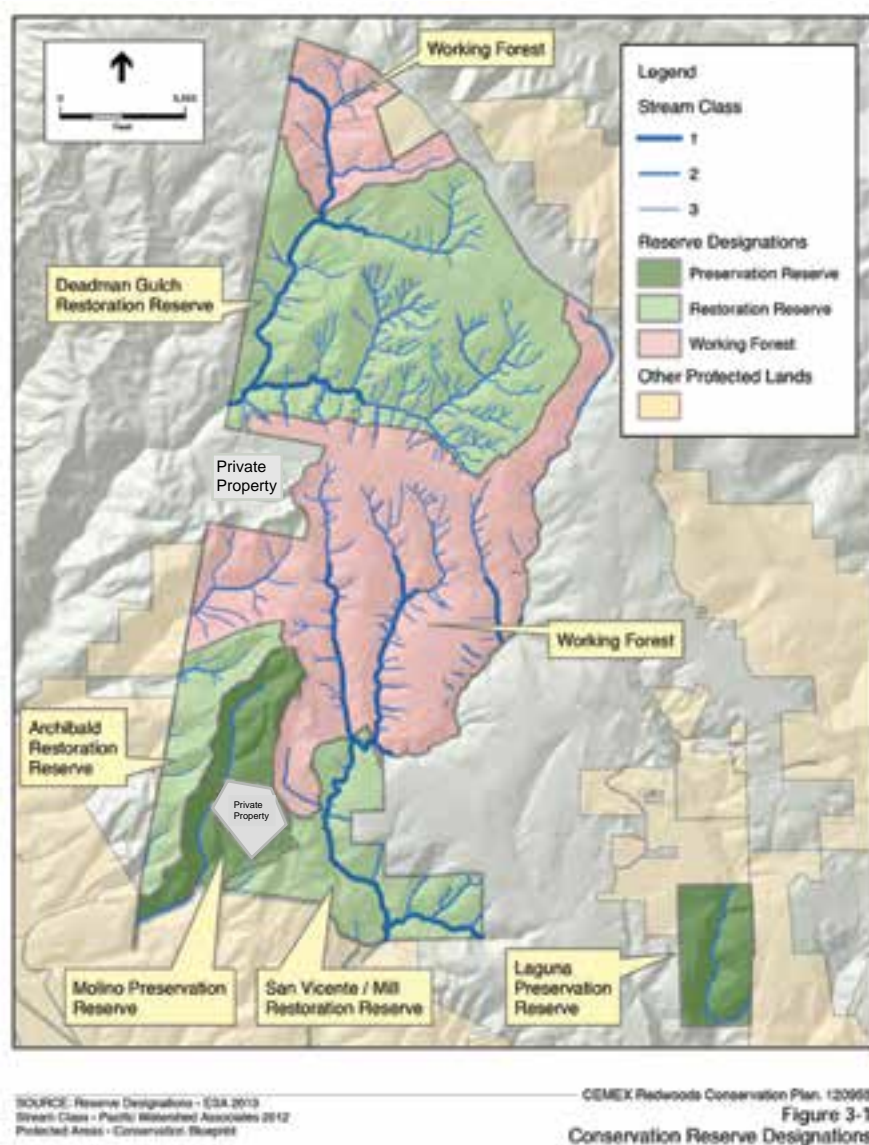 Working Forest
0
Feet
Legend
Stream Class
1
2
3
Reserve Designations
Preservation Reserve
Restoration Reserve
Working Forest
Other Protected Lands
Deadman Gulch
Restoration Reserve
Private
Property
Working Forest
Archibald
Restoration
Reserve
Private
Property
Molino Preservation
Reserve
San Vicente / Mill
Restoration Reserve
Laguna
Preservation
Reserve
SOURCE: Reserve Designations - ESA 2013
Stream Class - Pacific Watershed Associates 2012
Protected Areas - Conservation Blueprint
CEMEX Redwoods Conservation Plan.
Figure 3-1
Conservation Reserve Designations